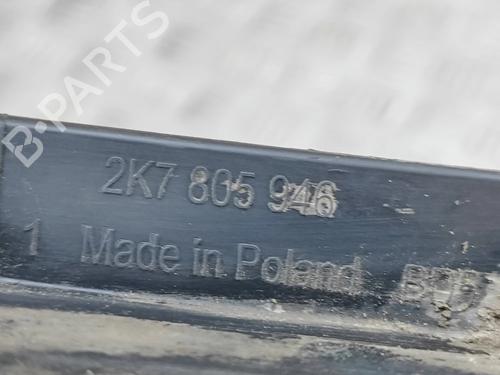 B-PARTS
2K7 805 946
1 Made in Poland